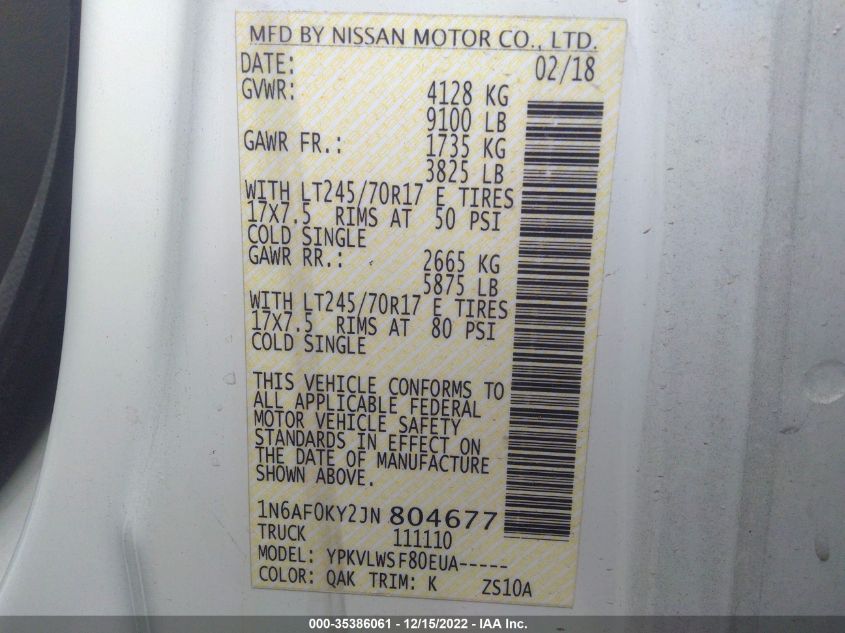 MFD BY NISSAN MOTOR CO., LTD.
DATE: 02/18
GVWR: 4128 KG
9100 LB
GAWR FR.: 1735 KG
3825 LB
WITH LT245/70R17 E TIRES
17X7.5 RIMS AT 50 PSI
COLD SINGLE
GAWR RR.: 2665 KG
5875 LB
WITH LT245/70R17 E TIRES
17X7.5 RIMS AT 80 PSI
COLD SINGLE
THIS VEHICLE CONFORMS TO
ALL APPLICABLE FEDERAL
MOTOR VEHICLE SAFETY
STANDARDS IN EFFECT ON
THE DATE OF MANUFACTURE
SHOWN ABOVE.
1N6AF0KY2JN 804677
TRUCK 111110
MODEL: YPKVLWSF80EUA-----
COLOR: QAK TRIM: K ZS10A
000-35386061 - 12/15/2022 - IAA Inc.